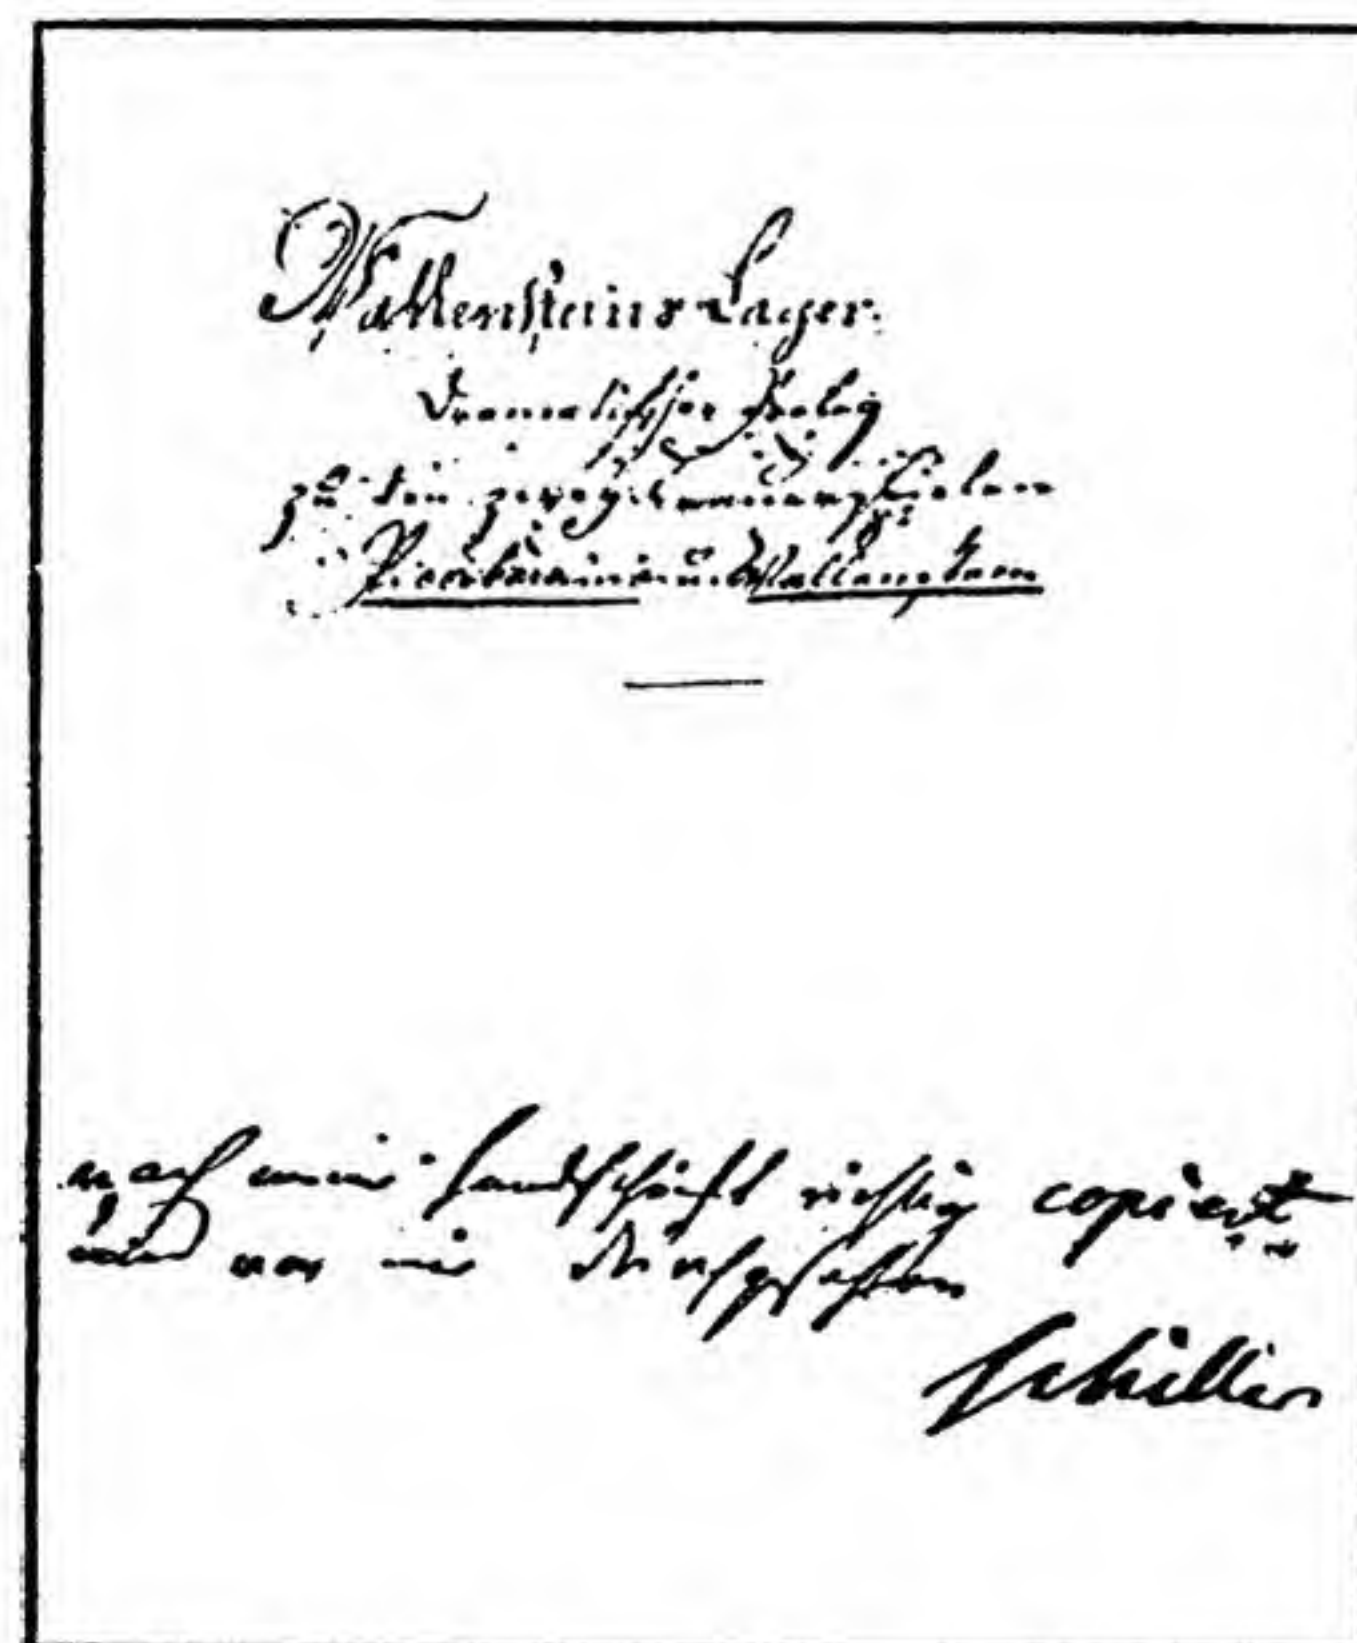 Wallensteins Lager.
Dramatischer Prolog
zu den zwey Trauerspielen
Piccolomini und Wallenstein
nach meiner Handschrift richtig copiert
und von mir durchgesehen
Schiller